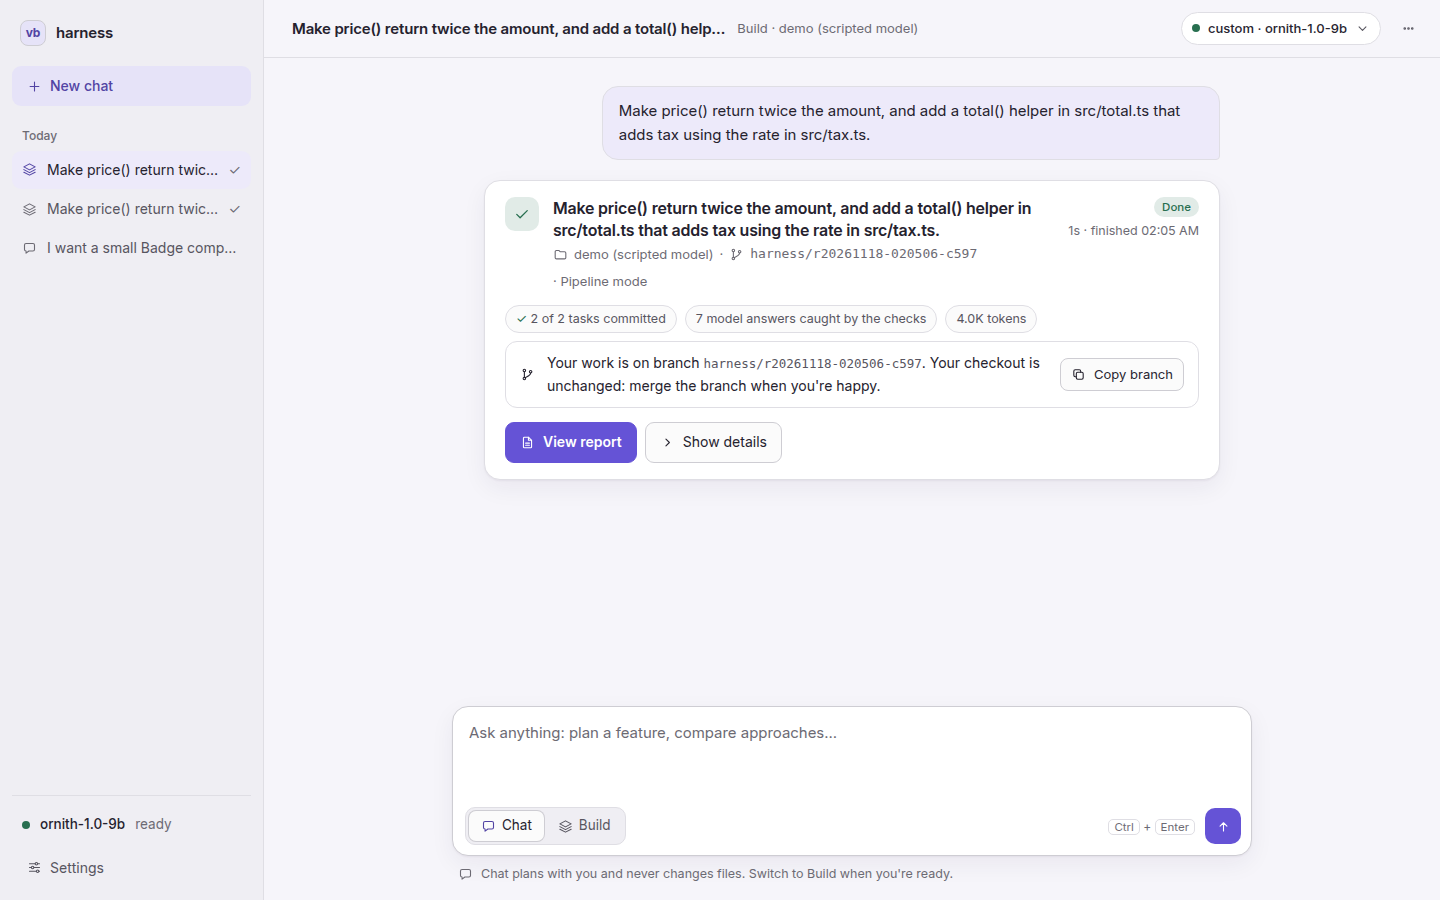 vb harness
New chat
Today
Make price() return twic...
Make price() return twic...
I want a small Badge comp...
ornith-1.0-9b ready
Settings
Make price() return twice the amount, and add a total() help... Build · demo (scripted model)
custom · ornith-1.0-9b
Make price() return twice the amount, and add a total() helper in src/total.ts that
adds tax using the rate in src/tax.ts.
Make price() return twice the amount, and add a total() helper in
src/total.ts that adds tax using the rate in src/tax.ts.
Done
1s · finished 02:05 AM
demo (scripted model) · harness/r20261118-020506-c597
· Pipeline mode
2 of 2 tasks committed
7 model answers caught by the checks
4.0K tokens
Your work is on branch harness/r20261118-020506-c597. Your checkout is
unchanged: merge the branch when you're happy.
Copy branch
View report
Show details
Ask anything: plan a feature, compare approaches...
Chat
Build
Ctrl + Enter
Chat plans with you and never changes files. Switch to Build when you're ready.